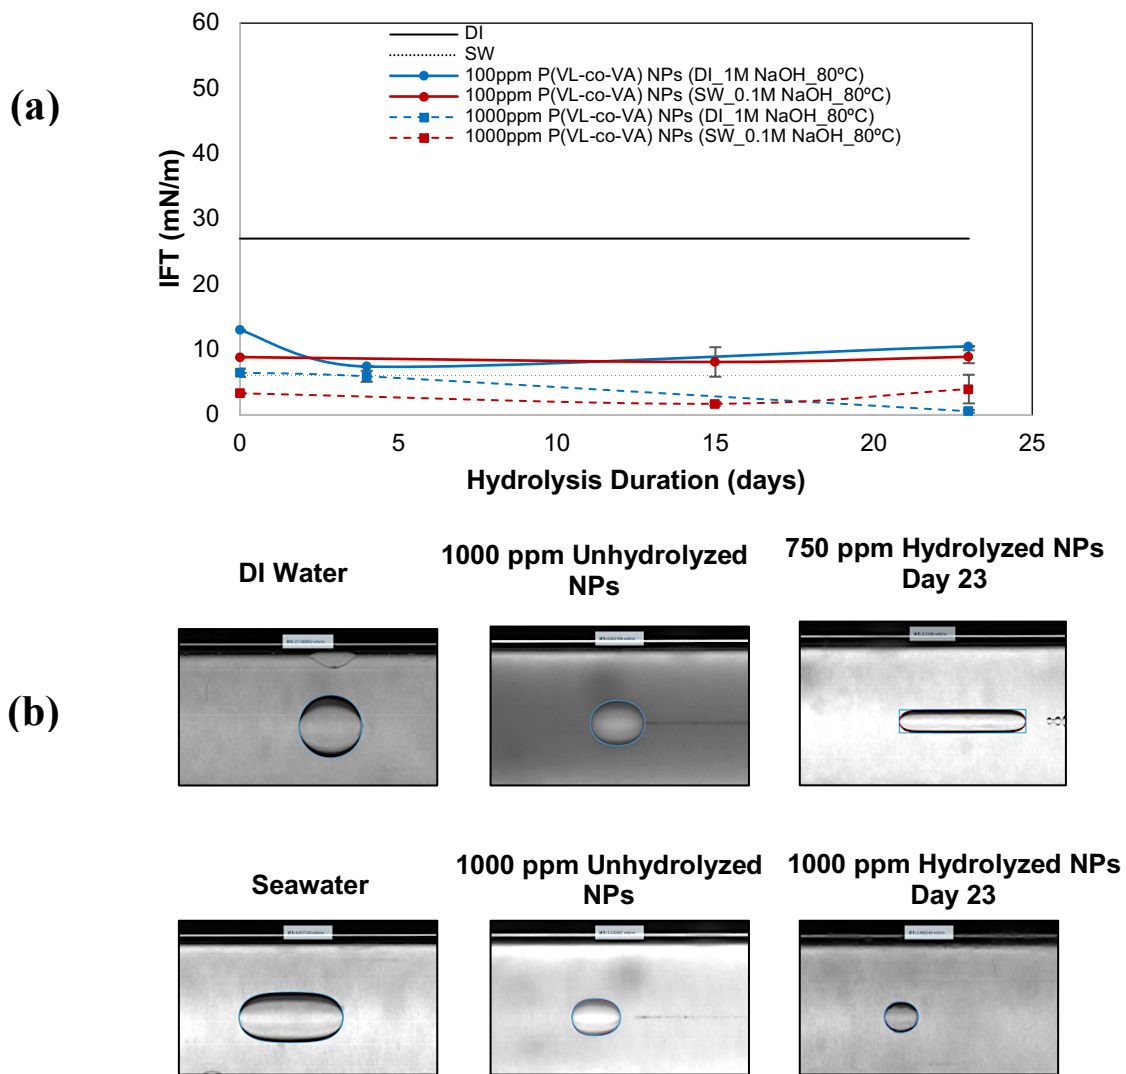 (a)
IFT (mN/m)
60
50
40
30
20
10
0
DI
SW
100ppm P(VL-co-VA) NPs (DI_1M NaOH_80ºC)
100ppm P(VL-co-VA) NPs (SW_0.1M NaOH_80ºC)
1000ppm P(VL-co-VA) NPs (DI_1M NaOH_80ºC)
1000ppm P(VL-co-VA) NPs (SW_0.1M NaOH_80ºC)
0 5 10 15 20 25
Hydrolysis Duration (days)
(b)
DI Water
1000 ppm Unhydrolyzed
NPs
750 ppm Hydrolyzed NPs
Day 23
Seawater
1000 ppm Unhydrolyzed
NPs
1000 ppm Hydrolyzed NPs
Day 23